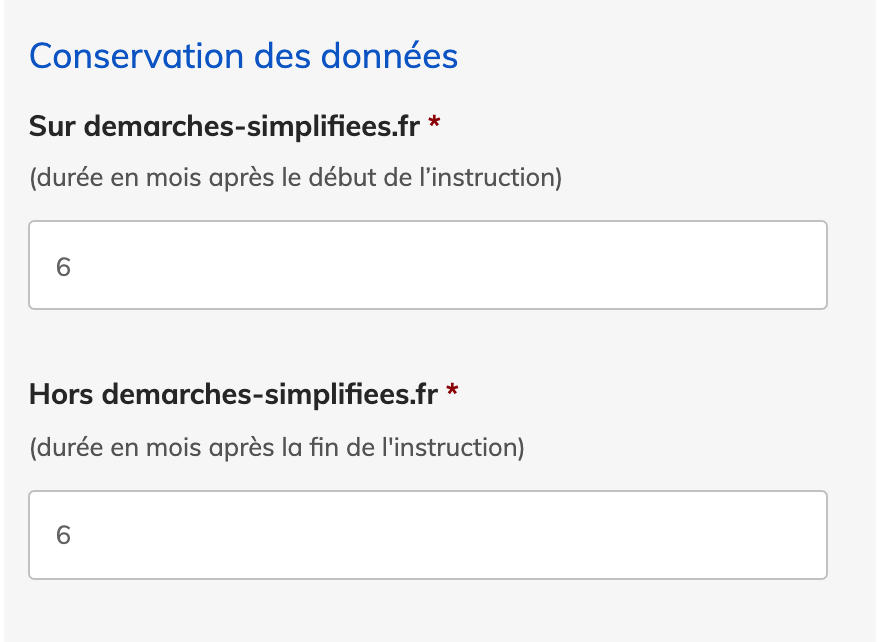 Conservation des données
Sur demarches-simplifiees.fr *
(durée en mois après le début de l’instruction)
6
Hors demarches-simplifiees.fr *
(durée en mois après la fin de l'instruction)
6